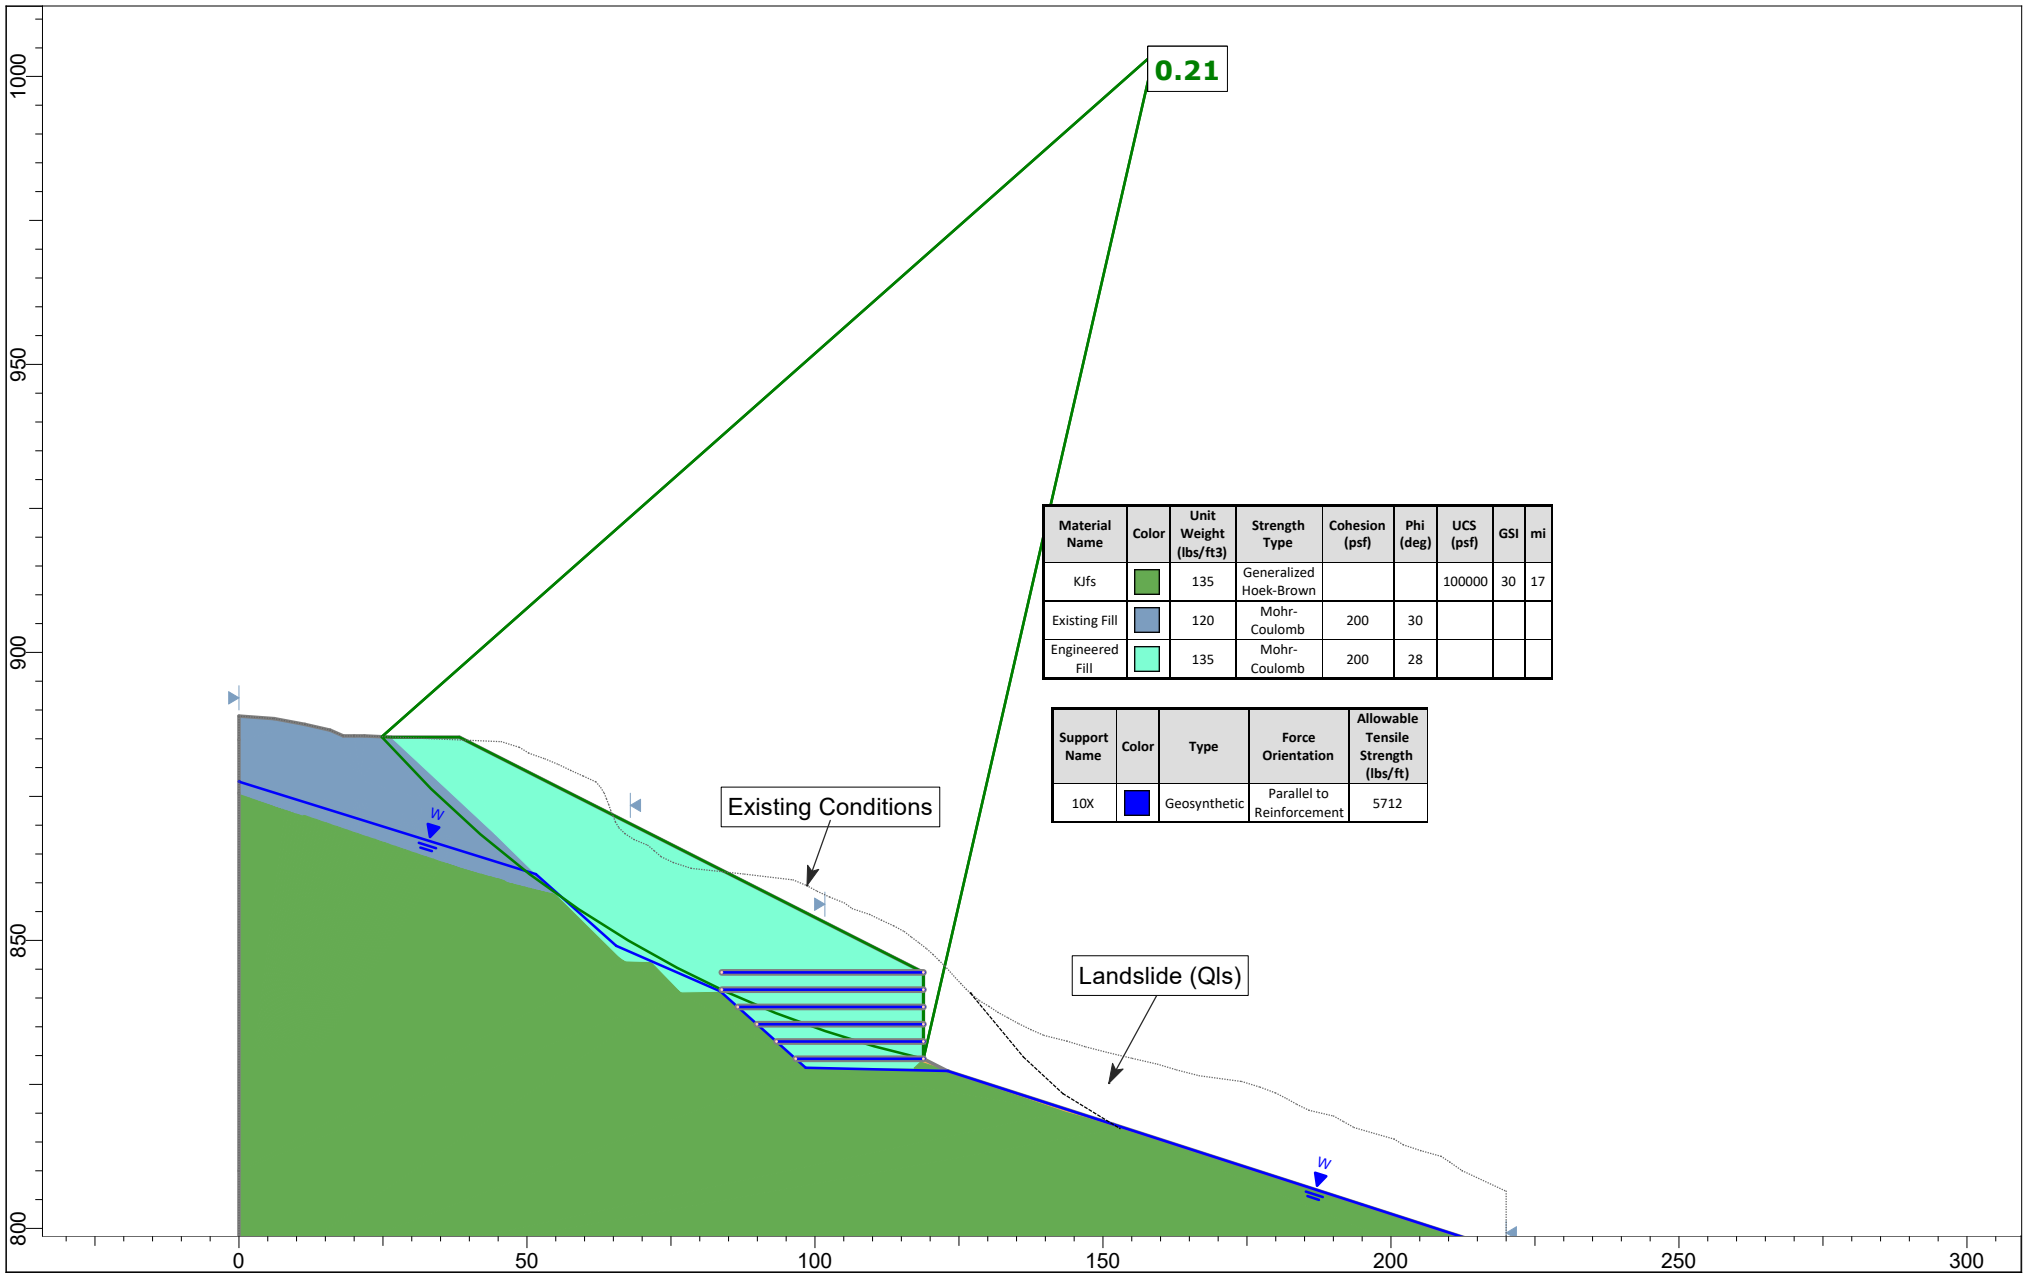 1000
950
900
850
800
0.21
Material Name Color Unit Weight (lbs/ft3) Strength Type Cohesion (psf) Phi (deg) UCS (psf) GSI mi
KJfs 135 Generalized Hoek-Brown 100000 30 17
Existing Fill 120 Mohr-Coulomb 200 30
Engineered Fill 135 Mohr-Coulomb 200 28
Support Name Color Type Force Orientation Allowable Tensile Strength (lbs/ft)
10X Geosynthetic Parallel to Reinforcement 5712
Existing Conditions
W
Landslide (Qls)
W
0 50 100 150 200 250 300